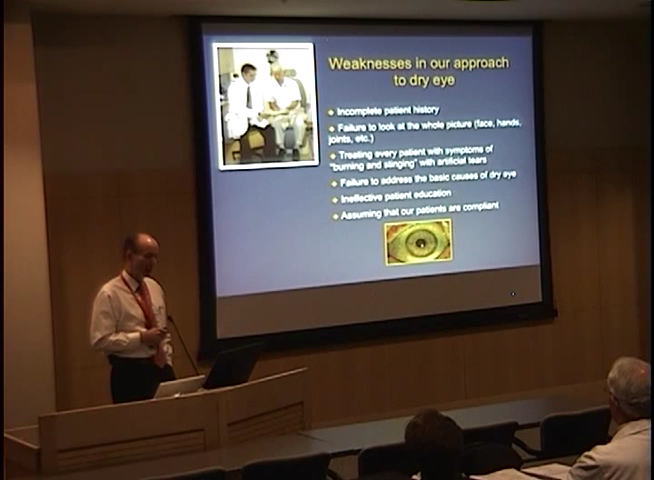 Weaknesses in our approach
to dry eye
Incomplete patient history
Failure to look at the whole picture (face, hands,
joints, etc.)
Treating every patient with symptoms of
"burning and stinging" with artificial tears
Failure to address the basic causes of dry eye
Ineffective patient education
Assuming that our patients are compliant